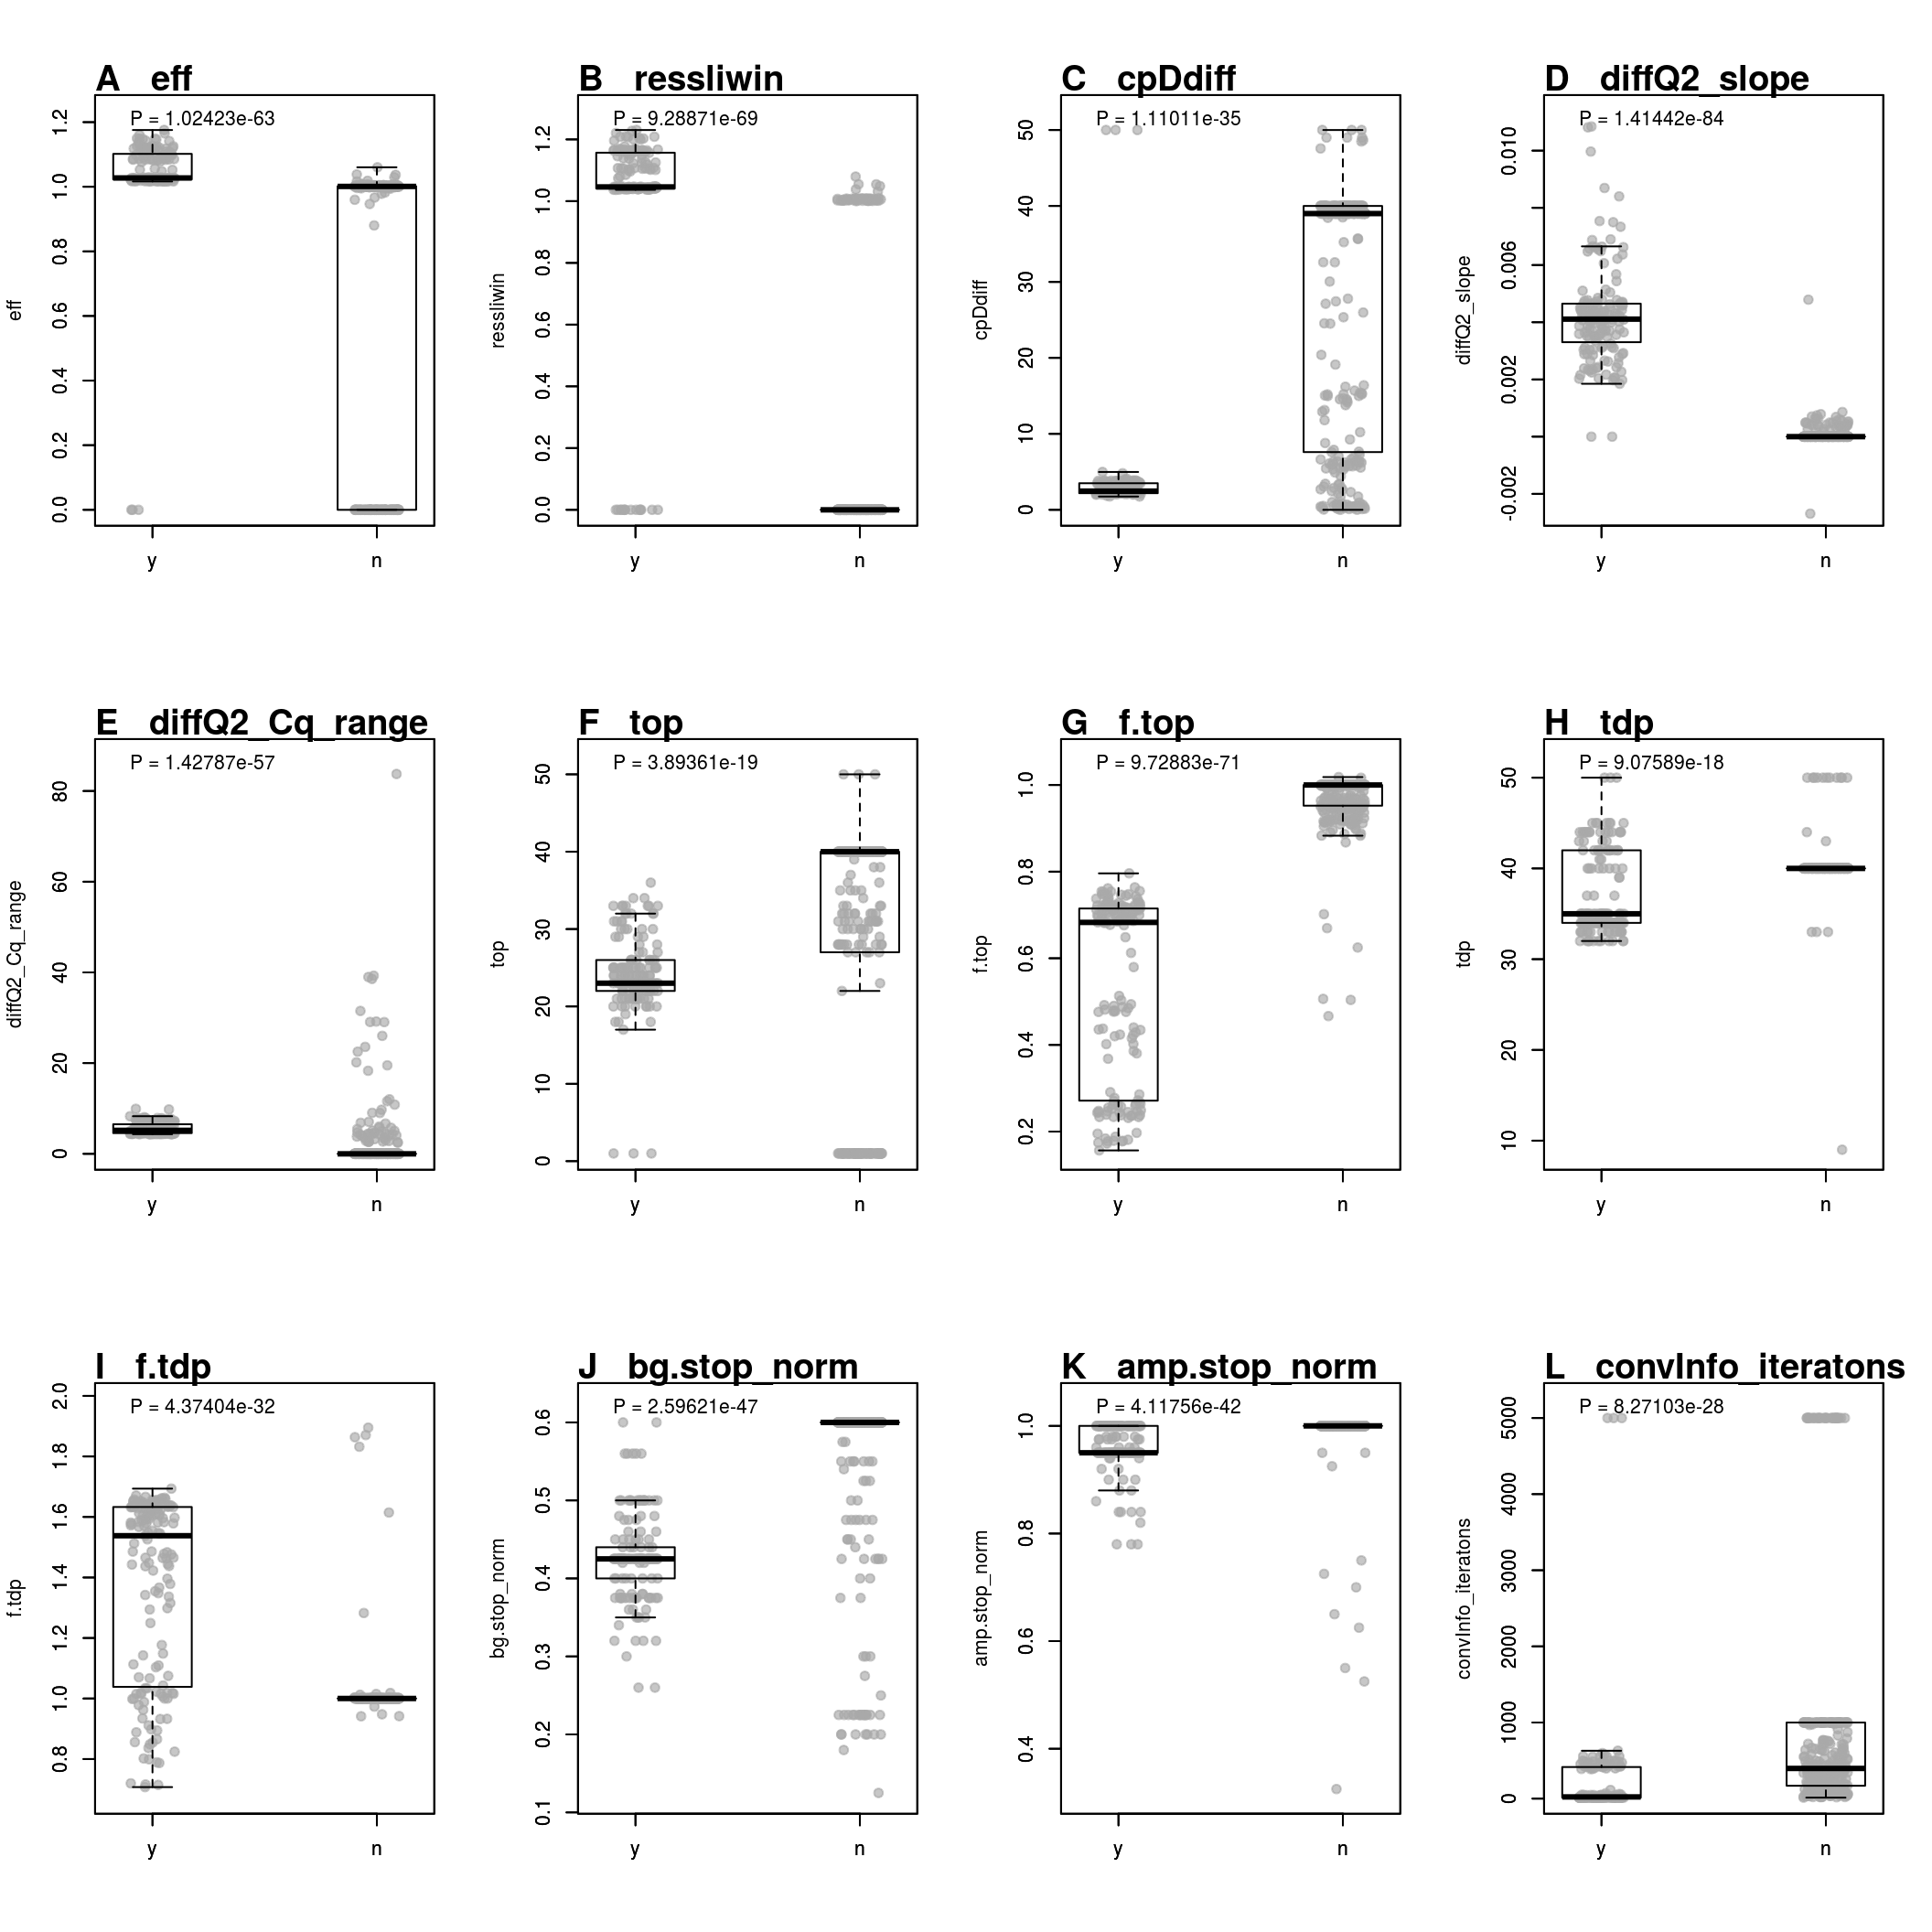 A eff
P = 1.02423e-63
eff
0.0 0.2 0.4 0.6 0.8 1.0 1.2
y n
B ressliwin
P = 9.28871e-69
ressliwin
0.0 0.2 0.4 0.6 0.8 1.0 1.2
y n
C cpDdiff
P = 1.11011e-35
cpDdiff
0 10 20 30 40 50
y n
D diffQ2_slope
P = 1.41442e-84
diffQ2_slope
-0.002 0.002 0.006 0.010
y n
E diffQ2_Cq_range
P = 1.42787e-57
diffQ2_Cq_range
0 20 40 60 80
y n
F top
P = 3.89361e-19
top
0 10 20 30 40 50
y n
G f.top
P = 9.72883e-71
f.top
0.2 0.4 0.6 0.8 1.0
y n
H tdp
P = 9.07589e-18
tdp
10 20 30 40 50
y n
I f.tdp
P = 4.37404e-32
f.tdp
0.8 1.0 1.2 1.4 1.6 1.8 2.0
y n
J bg.stop_norm
P = 2.59621e-47
bg.stop_norm
0.1 0.2 0.3 0.4 0.5 0.6
y n
K amp.stop_norm
P = 4.11756e-42
amp.stop_norm
0.4 0.6 0.8 1.0
y n
L convInfo_iteratons
P = 8.27103e-28
convInfo_iteratons
0 1000 2000 3000 4000 5000
y n